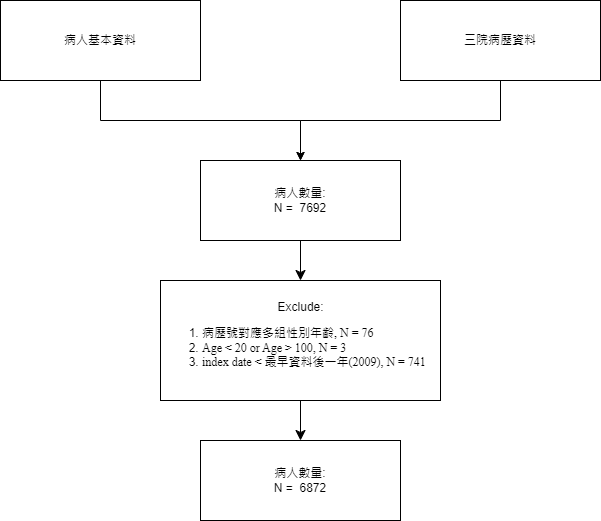 病人基本資料
三院病歷資料
病人數量:
N = 7692
Exclude:
1. 病歷號對應多組性別年齡, N = 76
2. Age < 20 or Age > 100, N = 3
3. index date < 最早資料後一年(2009), N = 741
病人數量:
N = 6872